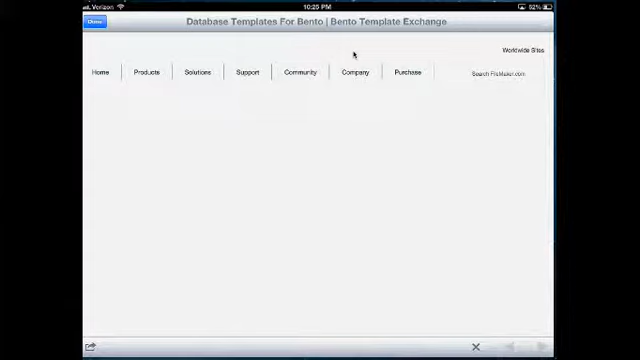 Verizon 10:25 PM 52%
Done Database Templates For Bento | Bento Template Exchange
Worldwide Sites
Home Products Solutions Support Community Company Purchase Search FileMaker.com